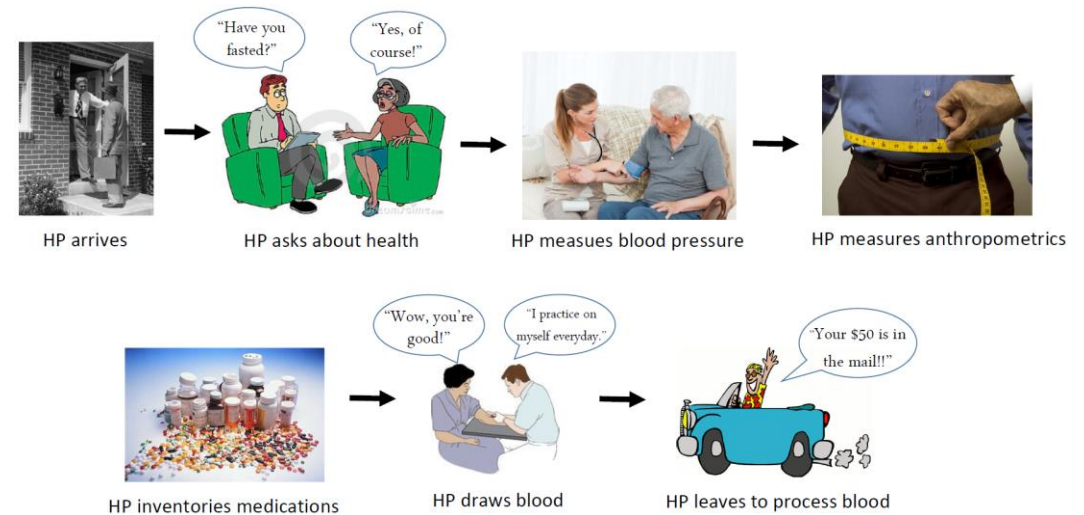 “Have you
fasted?”
“Yes, of
course!”
HP arrives
HP asks about health
HP measues blood pressure
HP measures anthropometrics
“Wow, you’re
good!”
“I practice on
myself everyday.”
“Your $50 is in
the mail!!”
HP inventories medications
HP draws blood
HP leaves to process blood